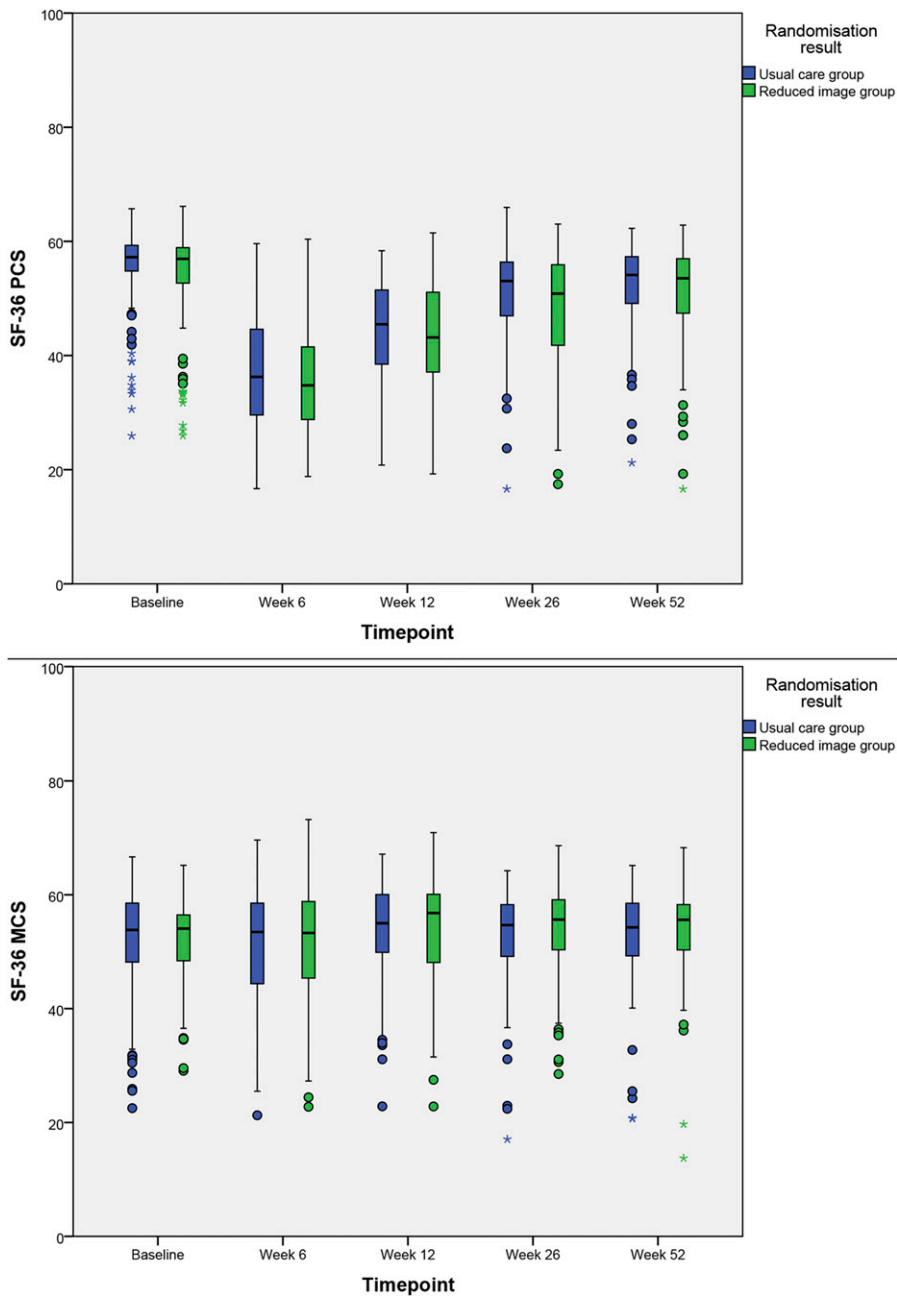 100
80
60
40
20
0
SF-36 PCS
Baseline
Week 6
Week 12
Week 26
Week 52
Timepoint
Randomisation
result
Usual care group
Reduced image group
100
80
60
40
20
0
SF-36 MCS
Baseline
Week 6
Week 12
Week 26
Week 52
Timepoint
Randomisation
result
Usual care group
Reduced image group